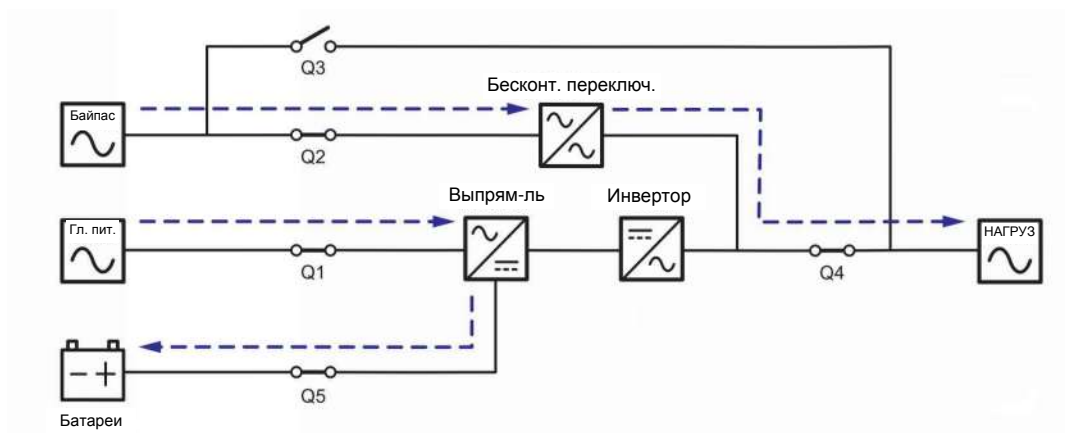 Q3
Бесконт. переключ.
Байпас
Q2
Выпрям-ль
Инвертор
Гл. пит.
НАГРУЗ
Q1
Q4
Q5
Батареи